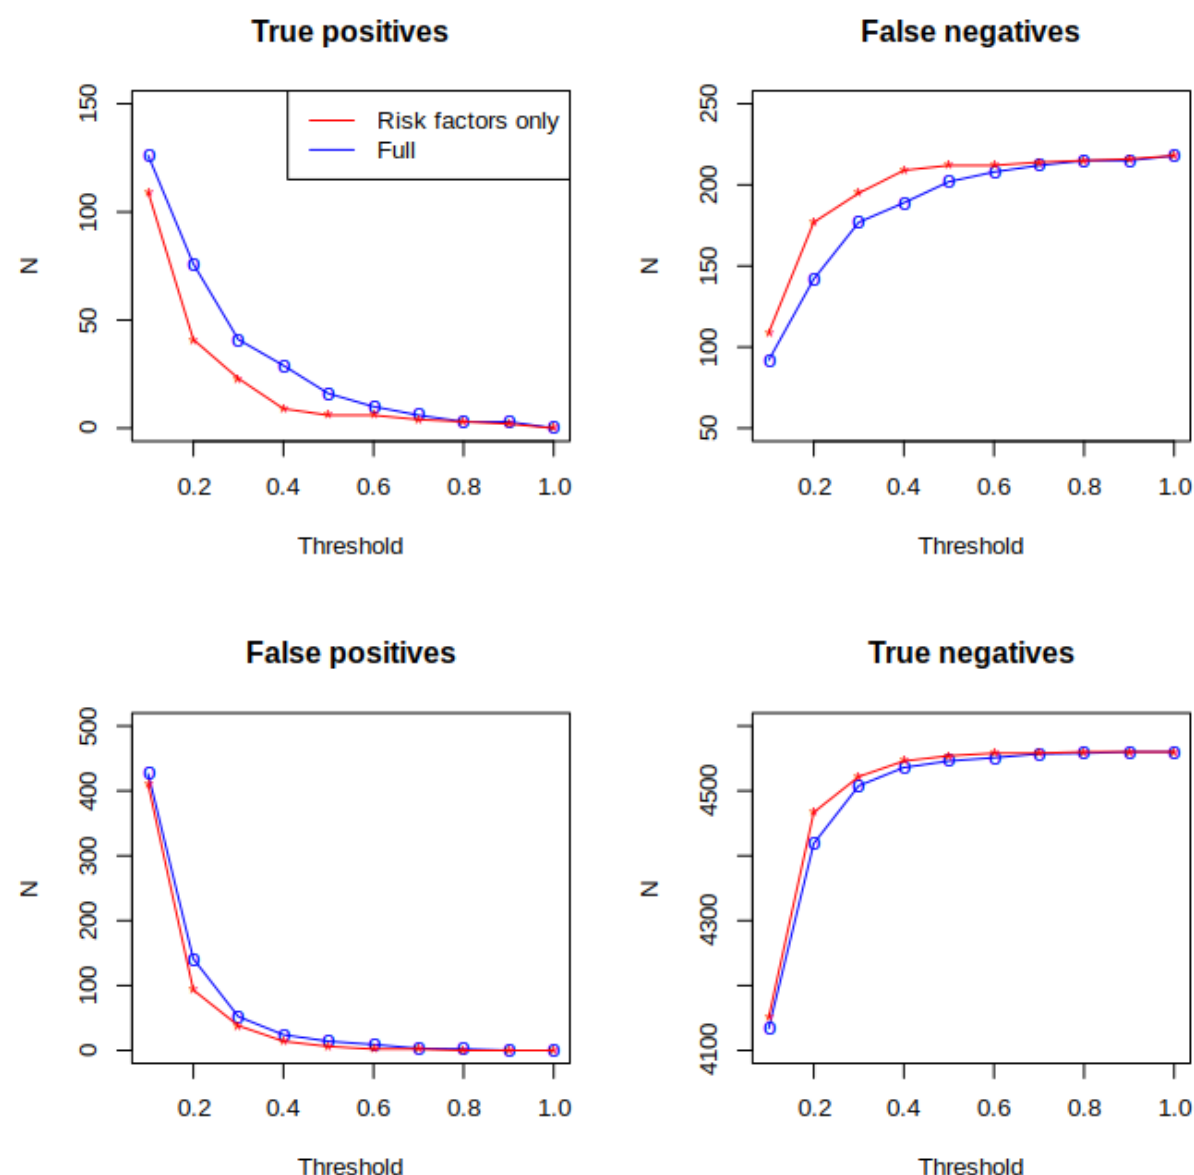 True positives
150
100
50
0
N
Risk factors only
Full
0.2 0.4 0.6 0.8 1.0
Threshold
False negatives
250
200
150
100
50
N
0.2 0.4 0.6 0.8 1.0
Threshold
False positives
500
400
300
200
100
0
N
0.2 0.4 0.6 0.8 1.0
Threshold
True negatives
4500
4300
4100
N
0.2 0.4 0.6 0.8 1.0
Threshold